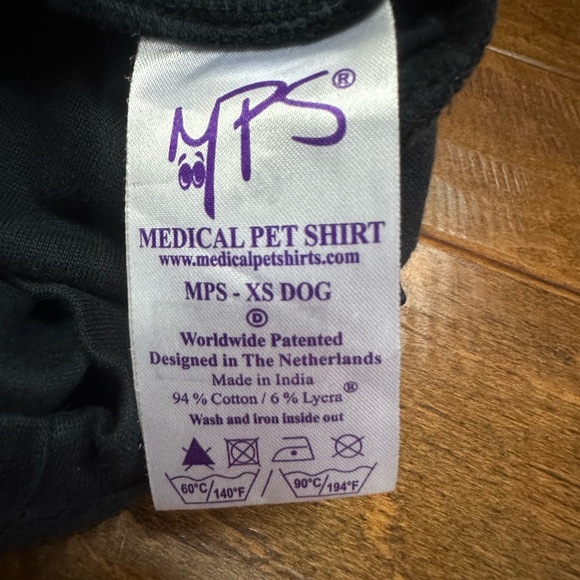 MPS®
MEDICAL PET SHIRT
www.medicalpetshirts.com
MPS - XS DOG
Ⓓ
Worldwide Patented
Designed in The Netherlands
Made in India
94 % Cotton / 6 % Lycra®
Wash and iron inside out
60°C/140°F / 90°C/194°F